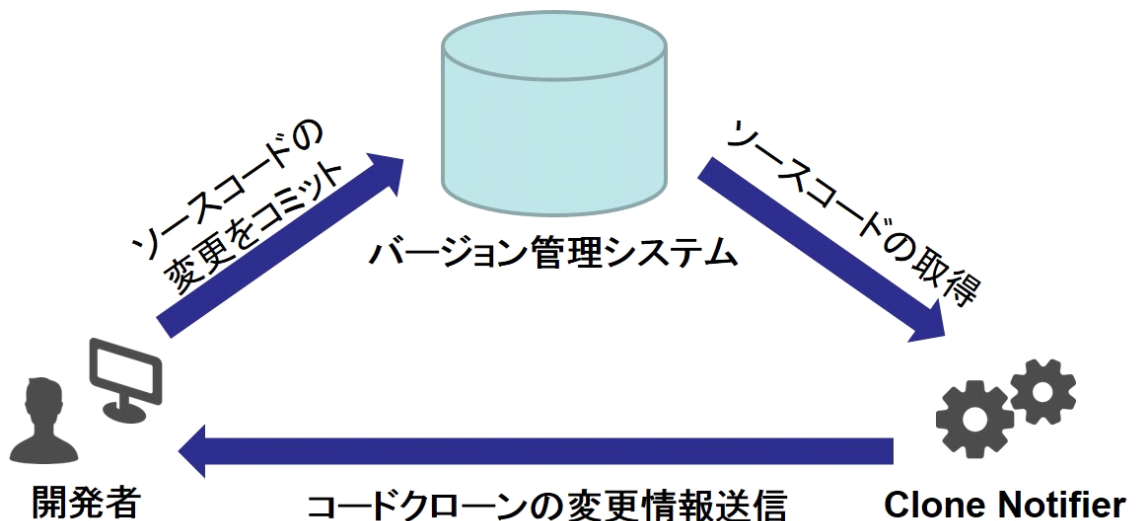 ソースコードの
変更をコミット
バージョン管理システム
ソースコードの取得
開発者
コードクローンの変更情報送信
Clone Notifier